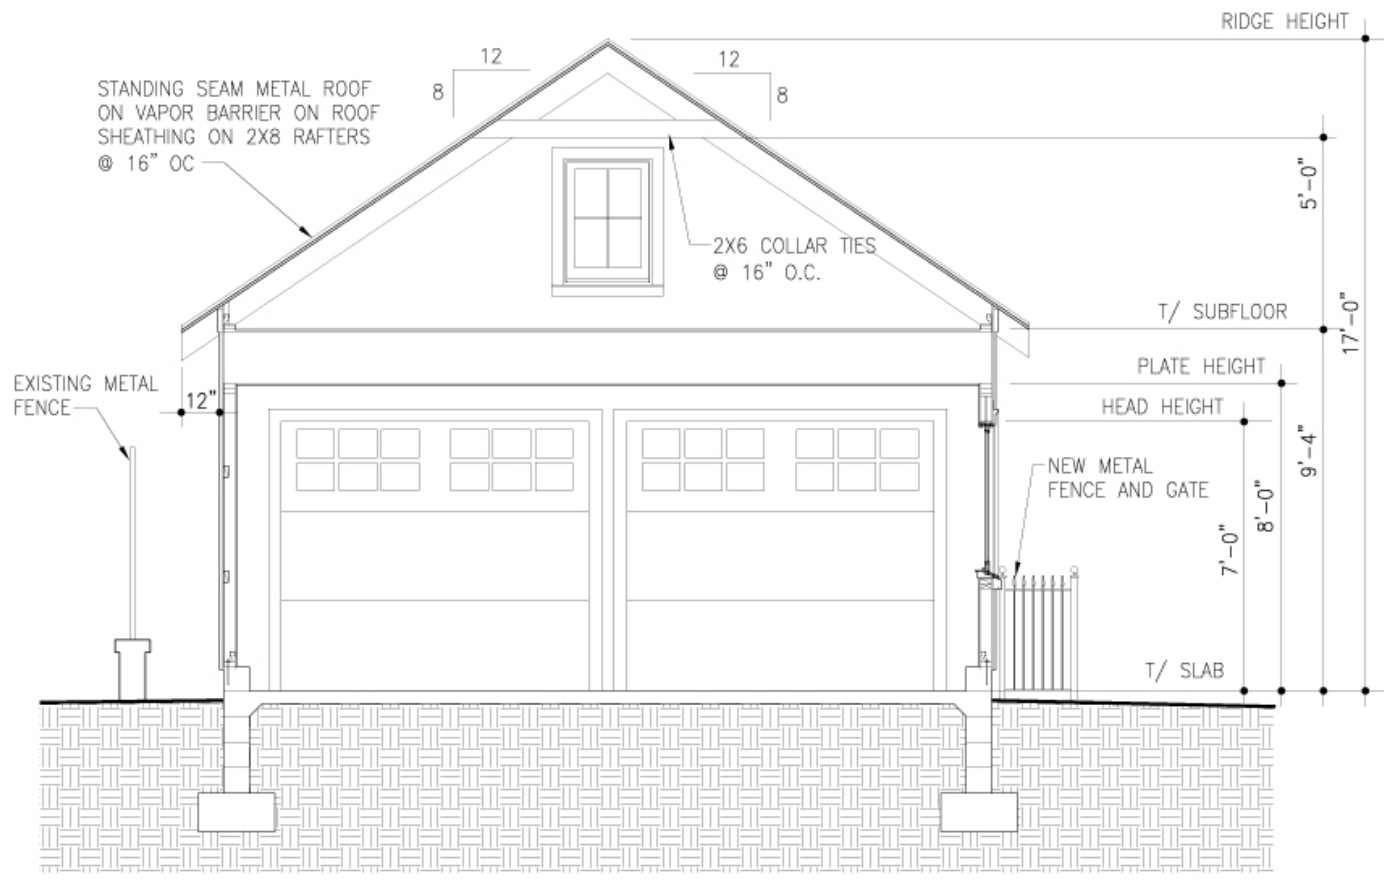 RIDGE HEIGHT
12
8
12
8
STANDING SEAM METAL ROOF
ON VAPOR BARRIER ON ROOF
SHEATHING ON 2X8 RAFTERS
@ 16" OC
5'-0"
2X6 COLLAR TIES
@ 16" O.C.
T/ SUBFLOOR
17'-0"
PLATE HEIGHT
EXISTING METAL
FENCE
12"
HEAD HEIGHT
9'-4"
NEW METAL
FENCE AND GATE
8'-0"
7'-0"
T/ SLAB